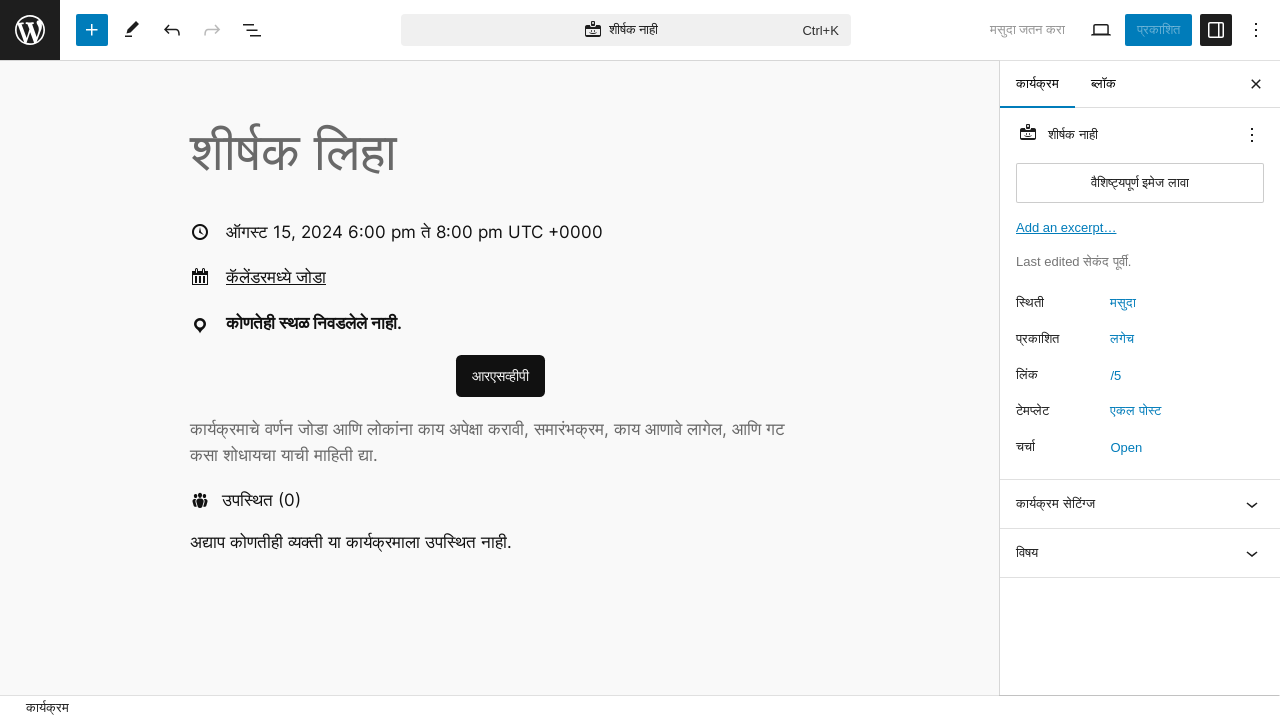 शीर्षक नाही
Ctrl+K
मसुदा जतन करा
प्रकाशित
कार्यक्रम
ब्लॉक
शीर्षक लिहा
ऑगस्ट 15, 2024 6:00 pm ते 8:00 pm UTC +0000
कॅलेंडरमध्ये जोडा
कोणतेही स्थळ निवडलेले नाही.
आरएसव्हीपी
कार्यक्रमाचे वर्णन जोडा आणि लोकांना काय अपेक्षा करावी, समारंभक्रम, काय आणावे लागेल, आणि गट
कसा शोधायचा याची माहिती द्या.
उपस्थित (0)
अद्याप कोणतीही व्यक्ती या कार्यक्रमाला उपस्थित नाही.
शीर्षक नाही
वैशिष्ट्यपूर्ण इमेज लावा
Add an excerpt…
Last edited सेकंद पूर्वी.
स्थिती मसुदा
प्रकाशित लगेच
लिंक /5
टेम्पलेट एकल पोस्ट
चर्चा Open
कार्यक्रम सेटिंग्ज
विषय
कार्यक्रम